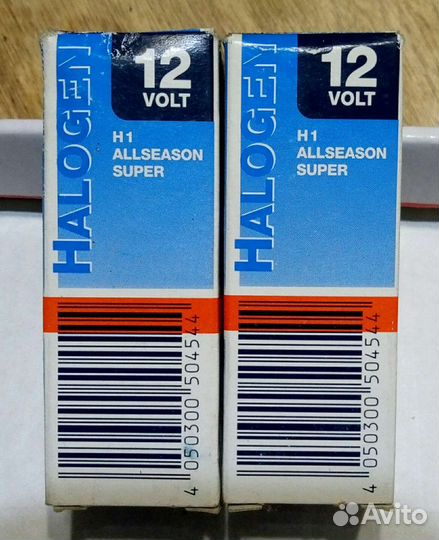 HALOGEN
12
VOLT
H1
ALLSEASON
SUPER
4 050300 504544
HALOGEN
12
VOLT
H1
ALLSEASON
SUPER
4 050300 504544
Avito